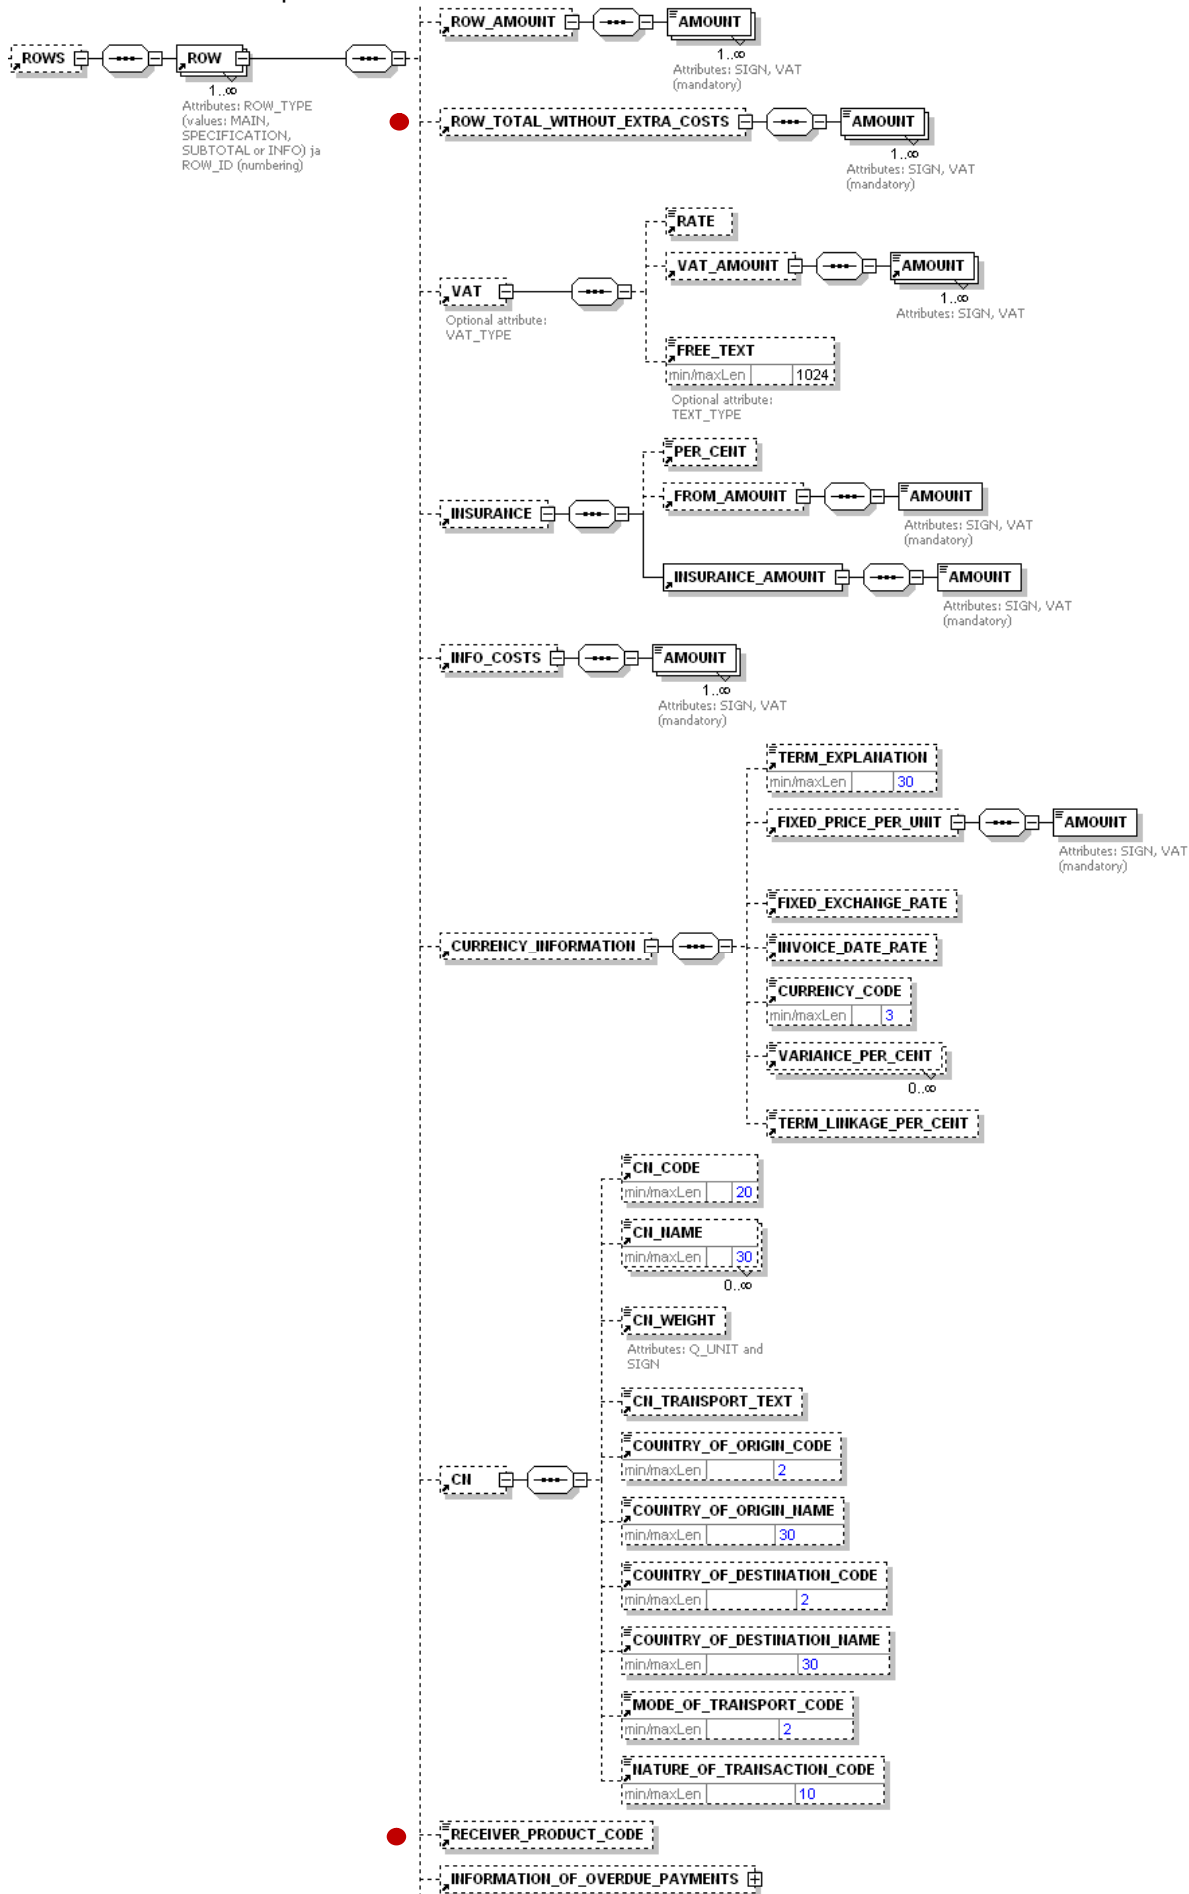 ROW_AMOUNT
AMOUNT
1..∞
Attributes: SIGN, VAT
(mandatory)
ROWS
ROW
1..∞
Attributes: ROW_TYPE
(values: MAIN,
SPECIFICATION,
SUBTOTAL or INFO) ja
ROW_ID (numbering)
ROW_TOTAL_WITHOUT_EXTRA_COSTS
AMOUNT
1..∞
Attributes: SIGN, VAT
(mandatory)
RATE
VAT_AMOUNT
AMOUNT
1..∞
Attributes: SIGN, VAT
VAT
Optional attribute:
VAT_TYPE
FREE_TEXT
min/maxLen 1024
Optional attribute:
TEXT_TYPE
PER_CENT
FROM_AMOUNT
AMOUNT
Attributes: SIGN, VAT
(mandatory)
INSURANCE
INSURANCE_AMOUNT
AMOUNT
Attributes: SIGN, VAT
(mandatory)
INFO_COSTS
AMOUNT
1..∞
Attributes: SIGN, VAT
(mandatory)
TERM_EXPLANATION
min/maxLen 30
FIXED_PRICE_PER_UNIT
AMOUNT
Attributes: SIGN, VAT
(mandatory)
FIXED_EXCHANGE_RATE
CURRENCY_INFORMATION
INVOICE_DATE_RATE
CURRENCY_CODE
min/maxLen 3
VARIANCE_PER_CENT
0..∞
TERM_LINKAGE_PER_CENT
CN_CODE
min/maxLen 20
CN_NAME
min/maxLen 30
0..∞
CN_WEIGHT
Attributes: Q_UNIT and
SIGN
CN_TRANSPORT_TEXT
COUNTRY_OF_ORIGIN_CODE
min/maxLen 2
CN
COUNTRY_OF_ORIGIN_NAME
min/maxLen 30
COUNTRY_OF_DESTINATION_CODE
min/maxLen 2
COUNTRY_OF_DESTINATION_NAME
min/maxLen 30
MODE_OF_TRANSPORT_CODE
min/maxLen 2
NATURE_OF_TRANSACTION_CODE
min/maxLen 10
RECEIVER_PRODUCT_CODE
INFORMATION_OF_OVERDUE_PAYMENTS